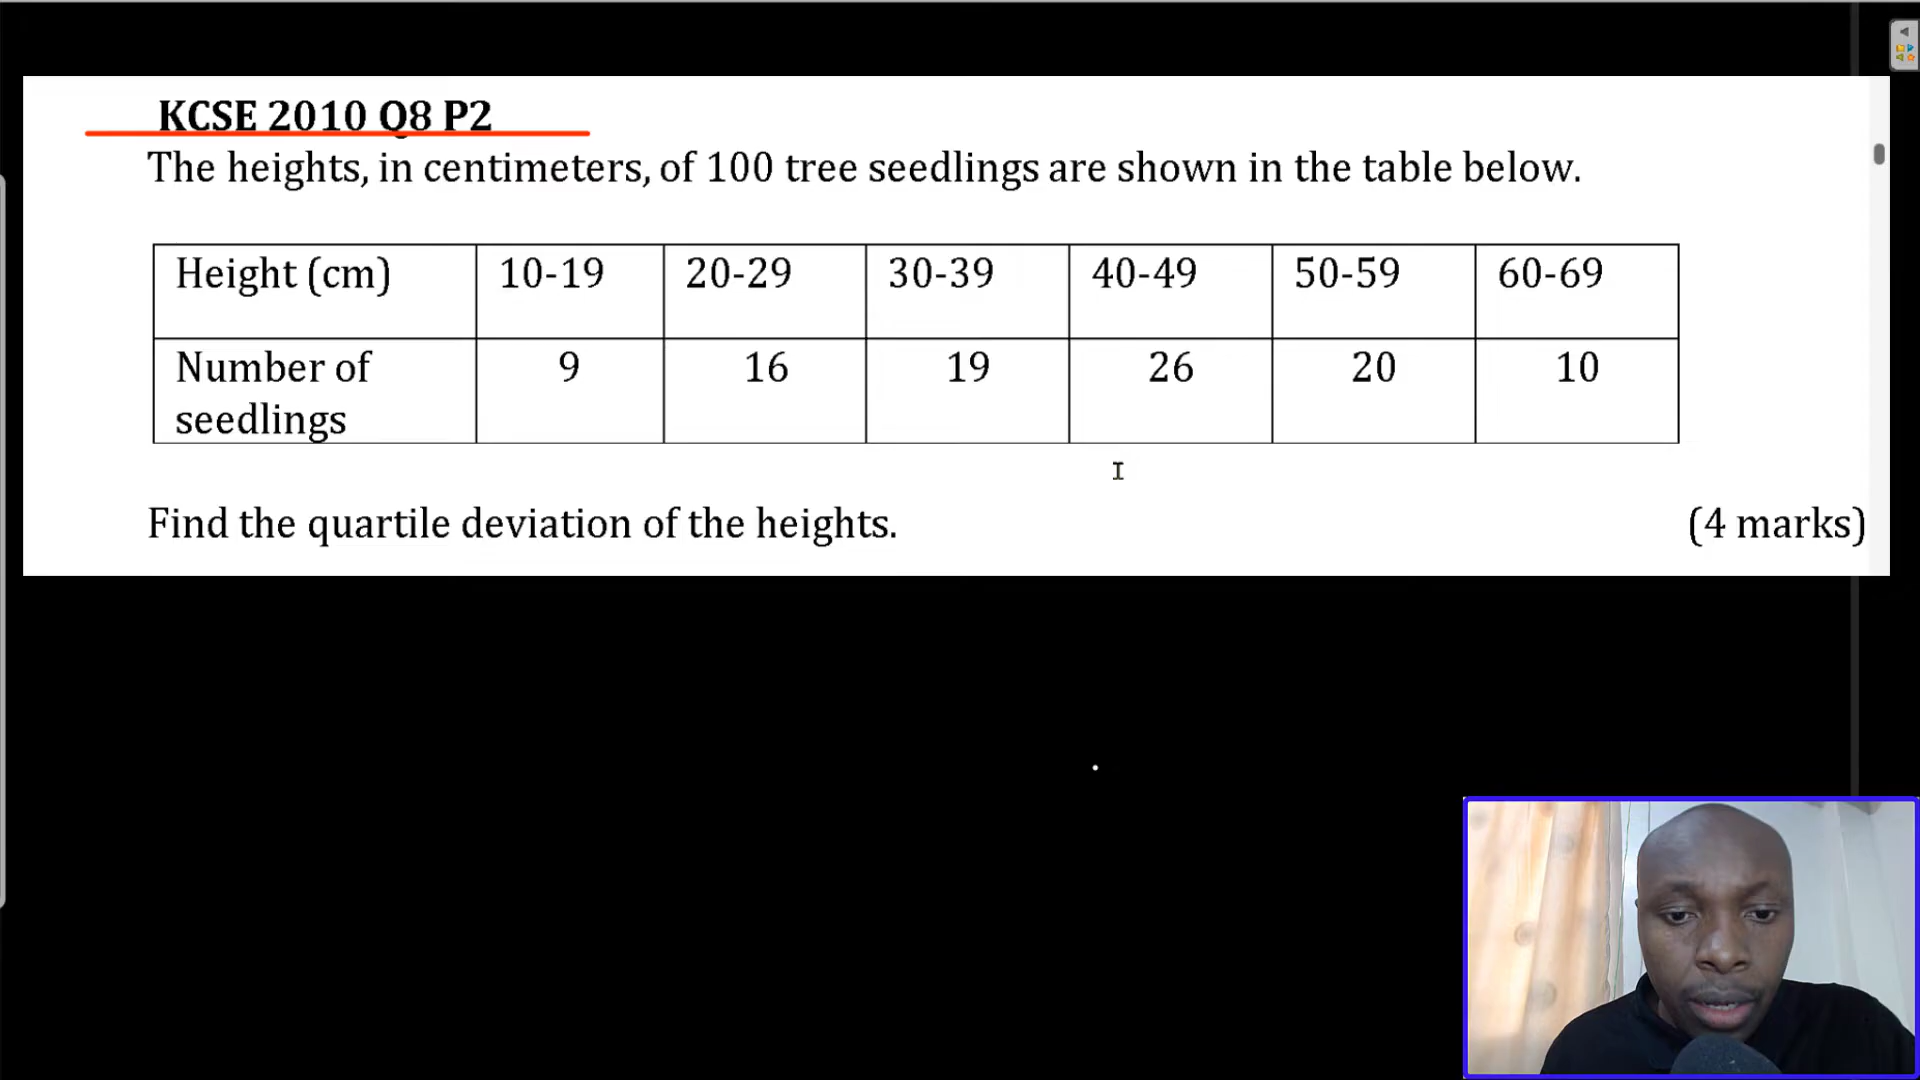 KCSE 2010 Q8 P2
The heights, in centimeters, of 100 tree seedlings are shown in the table below.
Height (cm) 10-19 20-29 30-39 40-49 50-59 60-69
Number of seedlings 9 16 19 26 20 10
Find the quartile deviation of the heights. (4 marks)